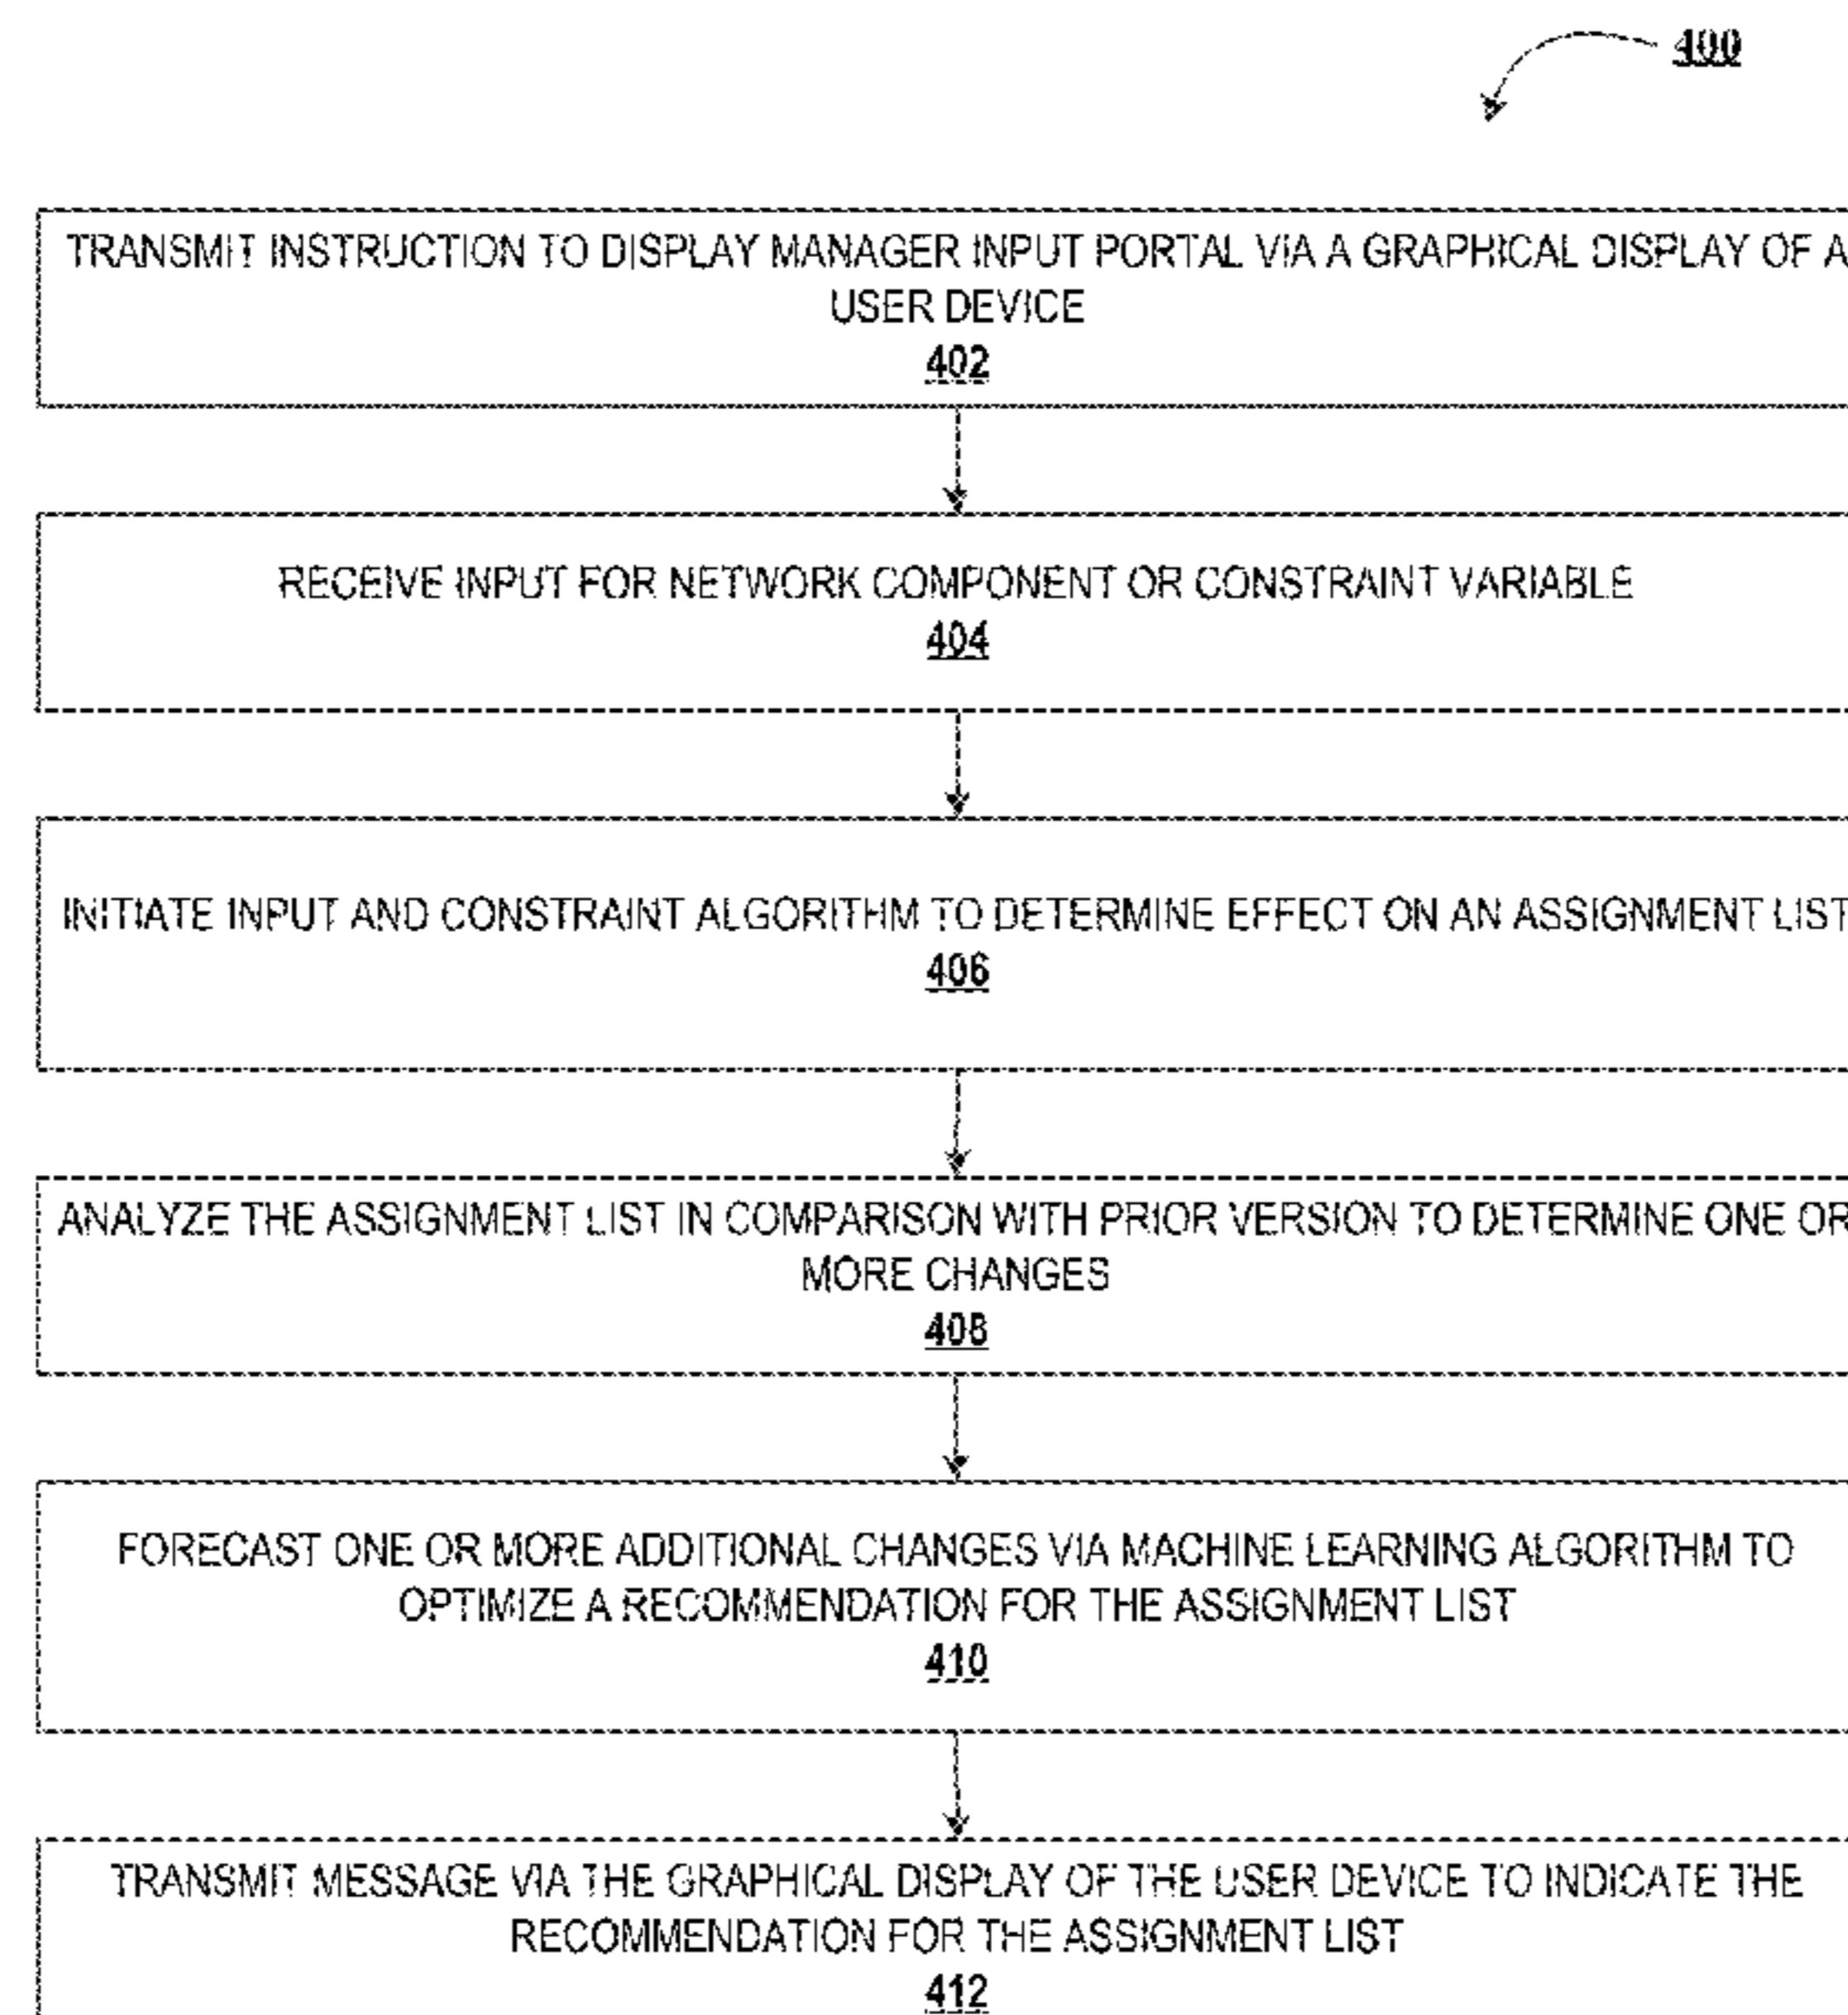 400
TRANSMIT INSTRUCTION TO DISPLAY MANAGER INPUT PORTAL VIA A GRAPHICAL DISPLAY OF A
USER DEVICE
402
RECEIVE INPUT FOR NETWORK COMPONENT OR CONSTRAINT VARIABLE
404
INITIATE INPUT AND CONSTRAINT ALGORITHM TO DETERMINE EFFECT ON AN ASSIGNMENT LIST
406
ANALYZE THE ASSIGNMENT LIST IN COMPARISON WITH PRIOR VERSION TO DETERMINE ONE OR
MORE CHANGES
408
FORECAST ONE OR MORE ADDITIONAL CHANGES VIA MACHINE LEARNING ALGORITHM TO
OPTIMIZE A RECOMMENDATION FOR THE ASSIGNMENT LIST
410
TRANSMIT MESSAGE VIA THE GRAPHICAL DISPLAY OF THE USER DEVICE TO INDICATE THE
RECOMMENDATION FOR THE ASSIGNMENT LIST
412